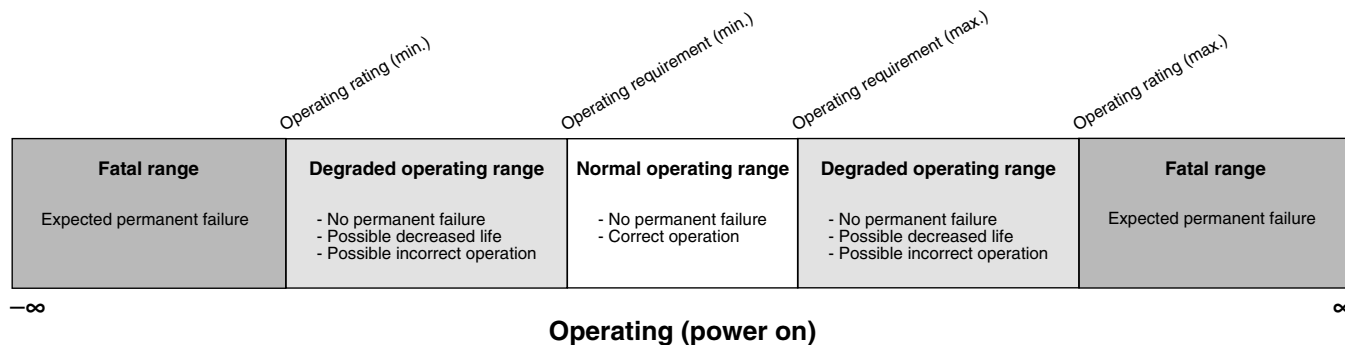 Operating rating (min.)
Operating requirement (min.)
Operating requirement (max.)
Operating rating (max.)
Fatal range
Expected permanent failure
Degraded operating range
- No permanent failure
- Possible decreased life
- Possible incorrect operation
Normal operating range
- No permanent failure
- Correct operation
Degraded operating range
- No permanent failure
- Possible decreased life
- Possible incorrect operation
Fatal range
Expected permanent failure
–∞
∞
Operating (power on)